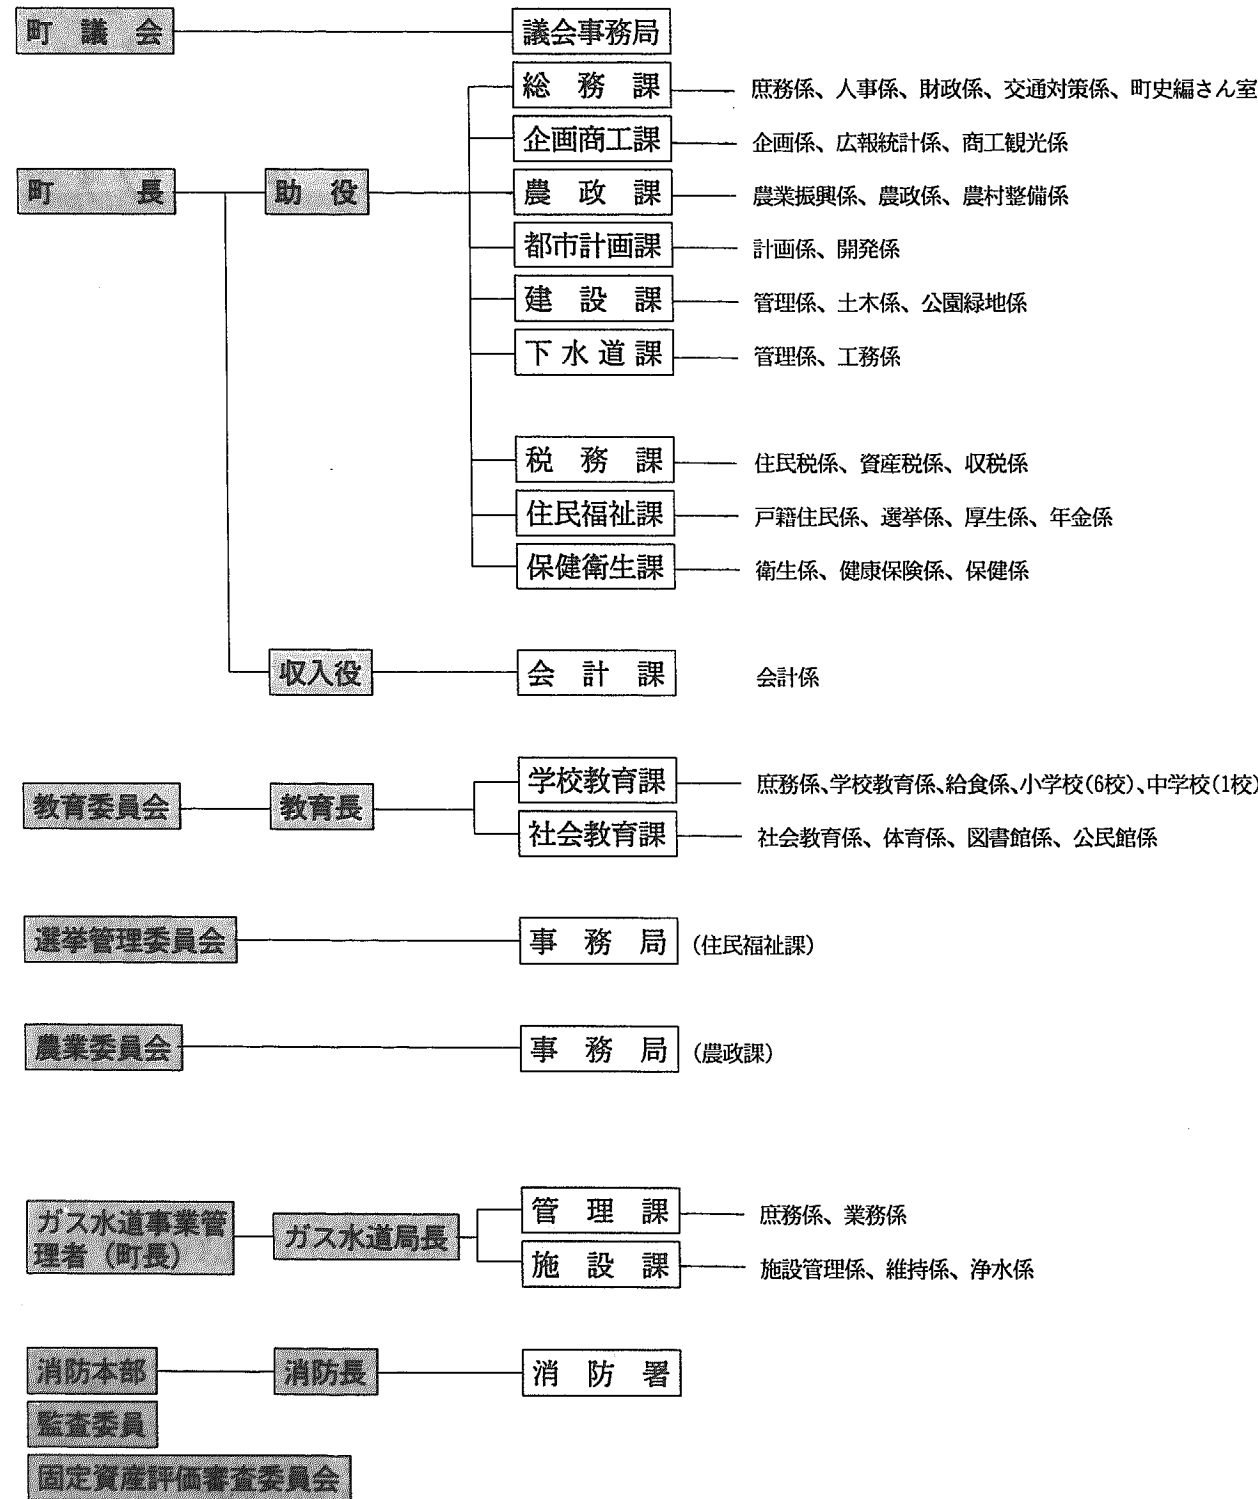 町議会 議会事務局
総務課 庶務係、人事係、財政係、交通対策係、町史編さん室
企画商工課 企画係、広報統計係、商工観光係
町長 助役 農政課 農業振興係、農政係、農村整備係
都市計画課 計画係、開発係
建設課 管理係、土木係、公園緑地係
下水道課 管理係、工務係
税務課 住民税係、資産税係、収税係
住民福祉課 戸籍住民係、選挙係、厚生係、年金係
保健衛生課 衛生係、健康保険係、保健係
収入役 会計課 会計係
学校教育課 庶務係、学校教育係、給食係、小学校(6校)、中学校(1校)
教育委員会 教育長
社会教育課 社会教育係、体育係、図書館係、公民館係
選挙管理委員会 事務局 (住民福祉課)
農業委員会 事務局 (農政課)
管理課 庶務係、業務係
ガス水道事業管
理者(町長) ガス水道局長
施設課 施設管理係、維持係、浄水係
消防本部 消防長 消防署
監査委員
固定資産評価審査委員会